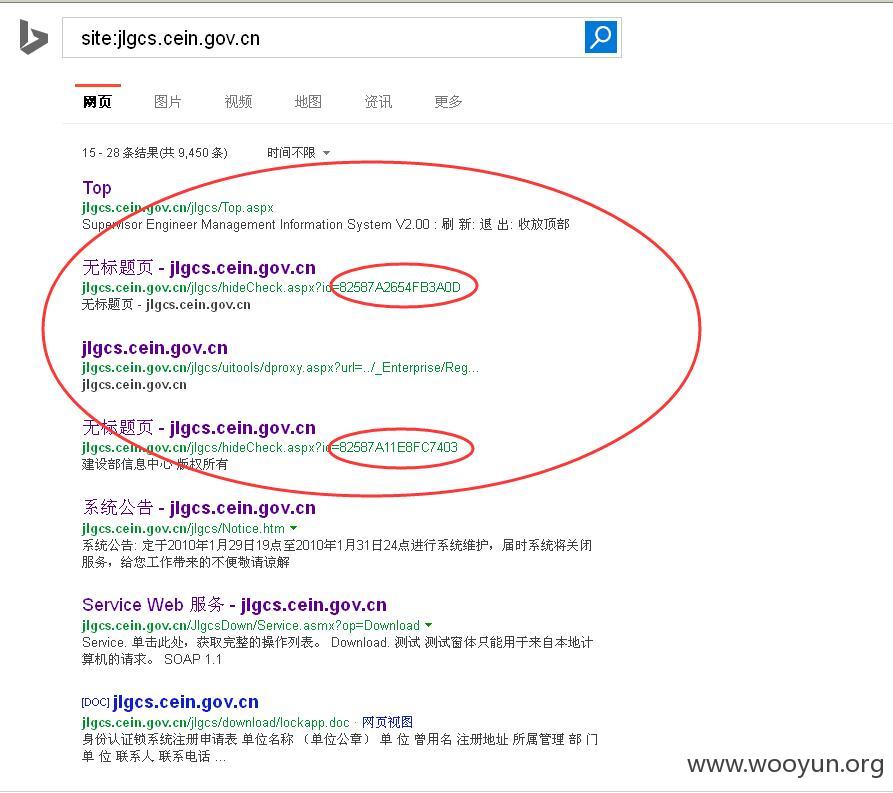 site:jlgcs.cein.gov.cn
网页 图片 视频 地图 资讯 更多
15 - 28 条结果(共 9,450 条) 时间不限
Top
jlgcs.cein.gov.cn/jlgcs/Top.aspx
Supervisor Engineer Management Information System V2.00 : 刷 新: 退 出: 收放顶部
无标题页 - jlgcs.cein.gov.cn
jlgcs.cein.gov.cn/jlgcs/hideCheck.aspx?id=82587A2654FB3A0D
无标题页 - jlgcs.cein.gov.cn
jlgcs.cein.gov.cn
jlgcs.cein.gov.cn/jlgcs/uitools/dproxy.aspx?url=../_Enterprise/Reg...
jlgcs.cein.gov.cn
无标题页 - jlgcs.cein.gov.cn
jlgcs.cein.gov.cn/jlgcs/hideCheck.aspx?id=82587A11E8FC7403
建设部信息中心 版权所有
系统公告 - jlgcs.cein.gov.cn
jlgcs.cein.gov.cn/jlgcs/Notice.htm
系统公告: 定于2010年1月29日19点至2010年1月31日24点进行系统维护，届时系统将关闭
服务，给您工作带来的不便敬请谅解
Service Web 服务 - jlgcs.cein.gov.cn
jlgcs.cein.gov.cn/JlgcsDown/Service.asmx?op=Download
Service. 单击此处，获取完整的操作列表。 Download. 测试 测试窗体只能用于来自本地计
算机的请求。 SOAP 1.1
[DOC] jlgcs.cein.gov.cn
jlgcs.cein.gov.cn/jlgcs/download/lockapp.doc · 网页视图
身份认证锁系统注册申请表 单位名称 （单位公章） 单 位 曾用名 注册地址 所属管理 部 门
单 位 联系人 联系电话 ...
www.wooyun.org